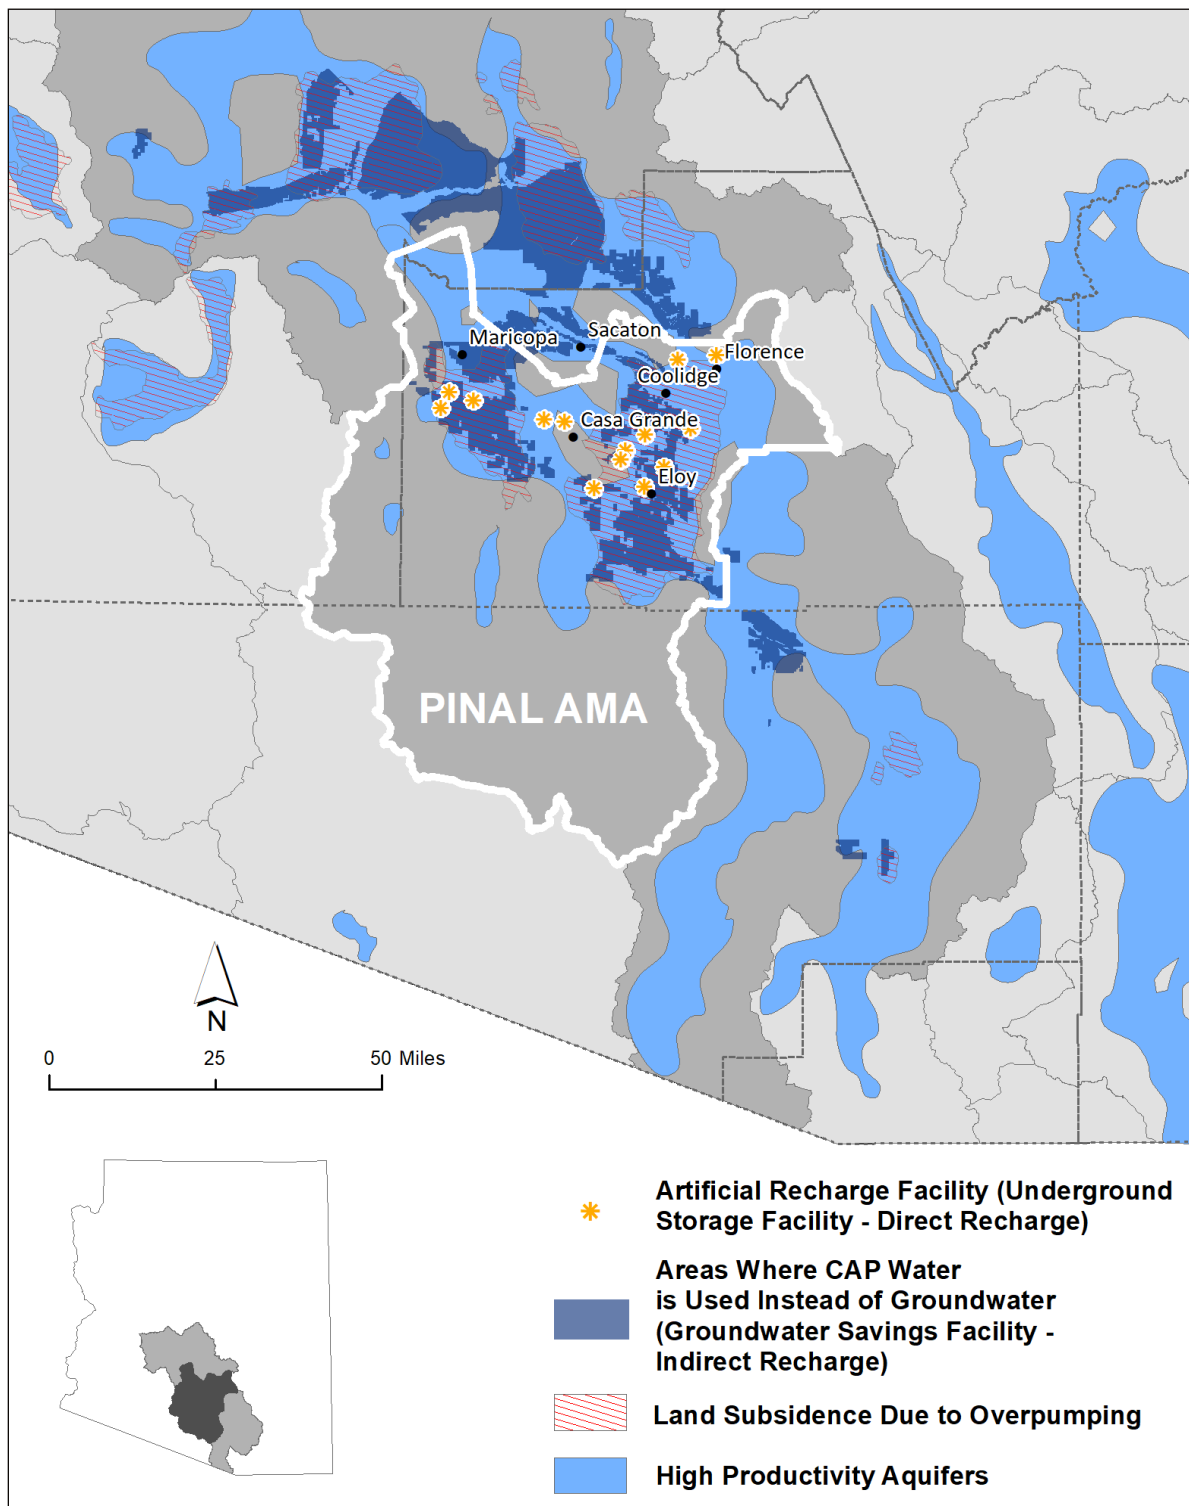 Maricopa
Sacaton
Florence
Coolidge
Casa Grande
Eloy
PINAL AMA
N
0 25 50 Miles
Artificial Recharge Facility (Underground
Storage Facility - Direct Recharge)
Areas Where CAP Water
is Used Instead of Groundwater
(Groundwater Savings Facility -
Indirect Recharge)
Land Subsidence Due to Overpumping
High Productivity Aquifers